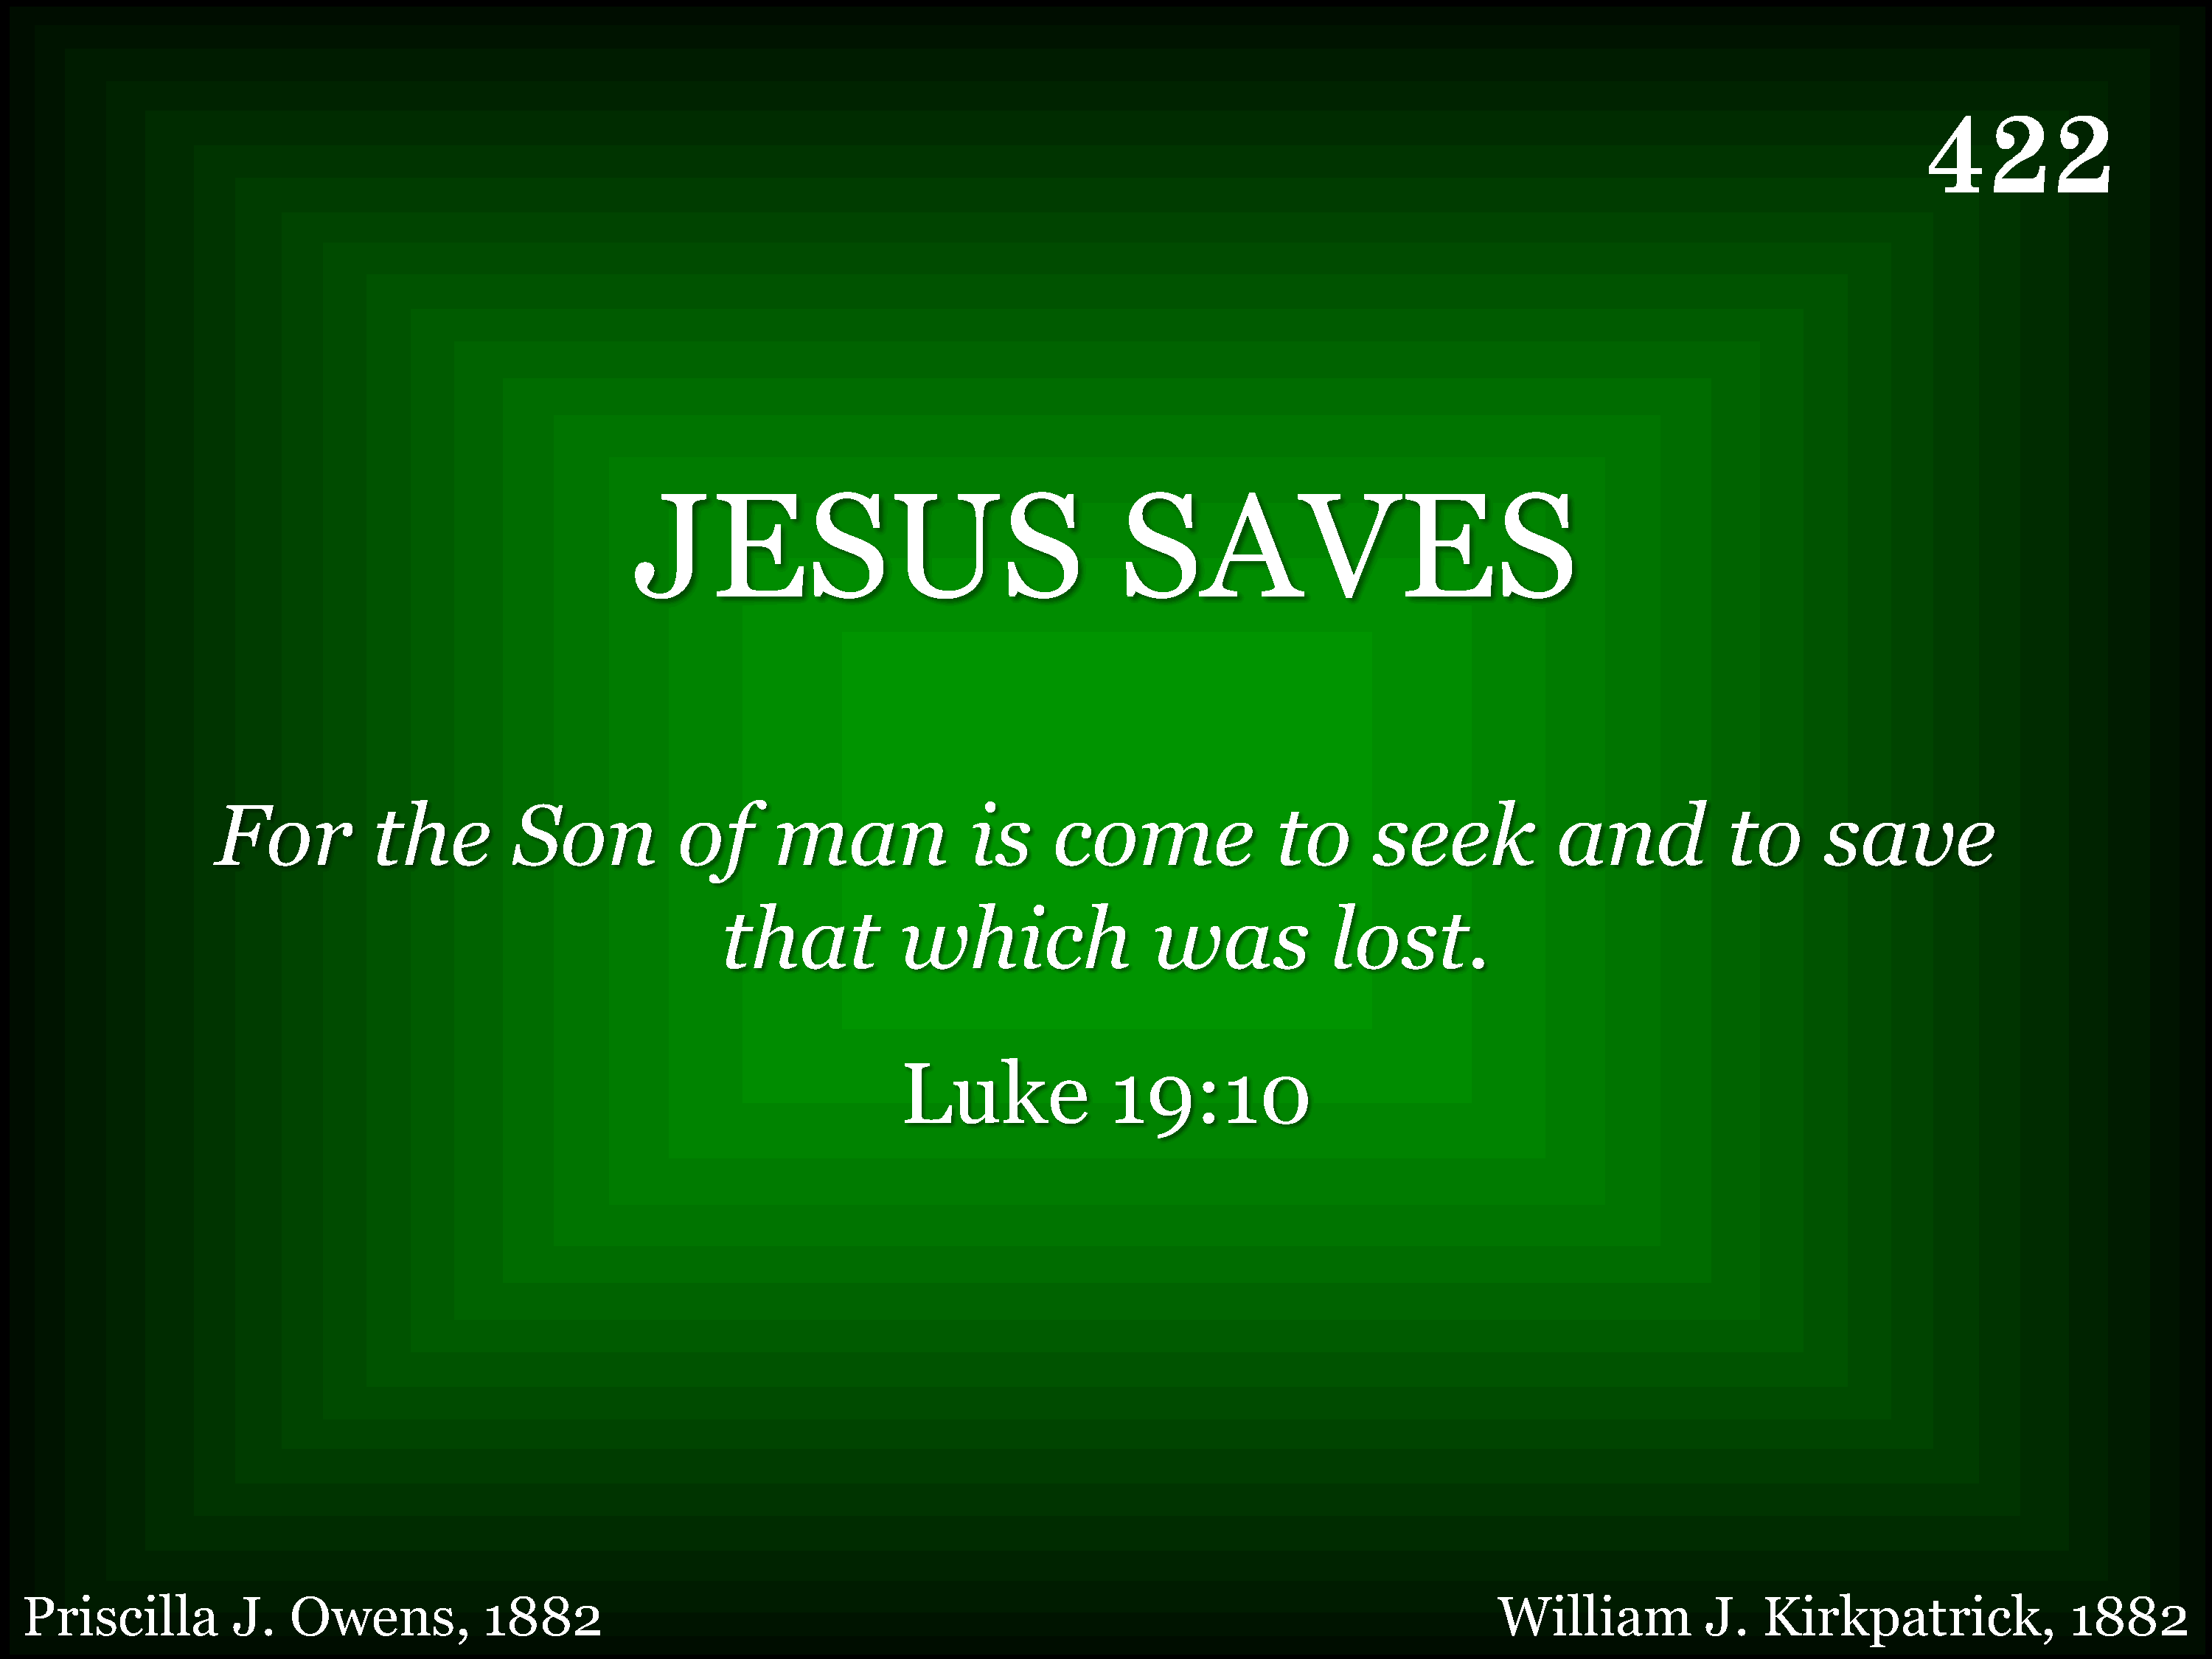 422
JESUS SAVES
For the Son of man is come to seek and to save
that which was lost.
Luke 19:10
Priscilla J. Owens, 1882
William J. Kirkpatrick, 1882